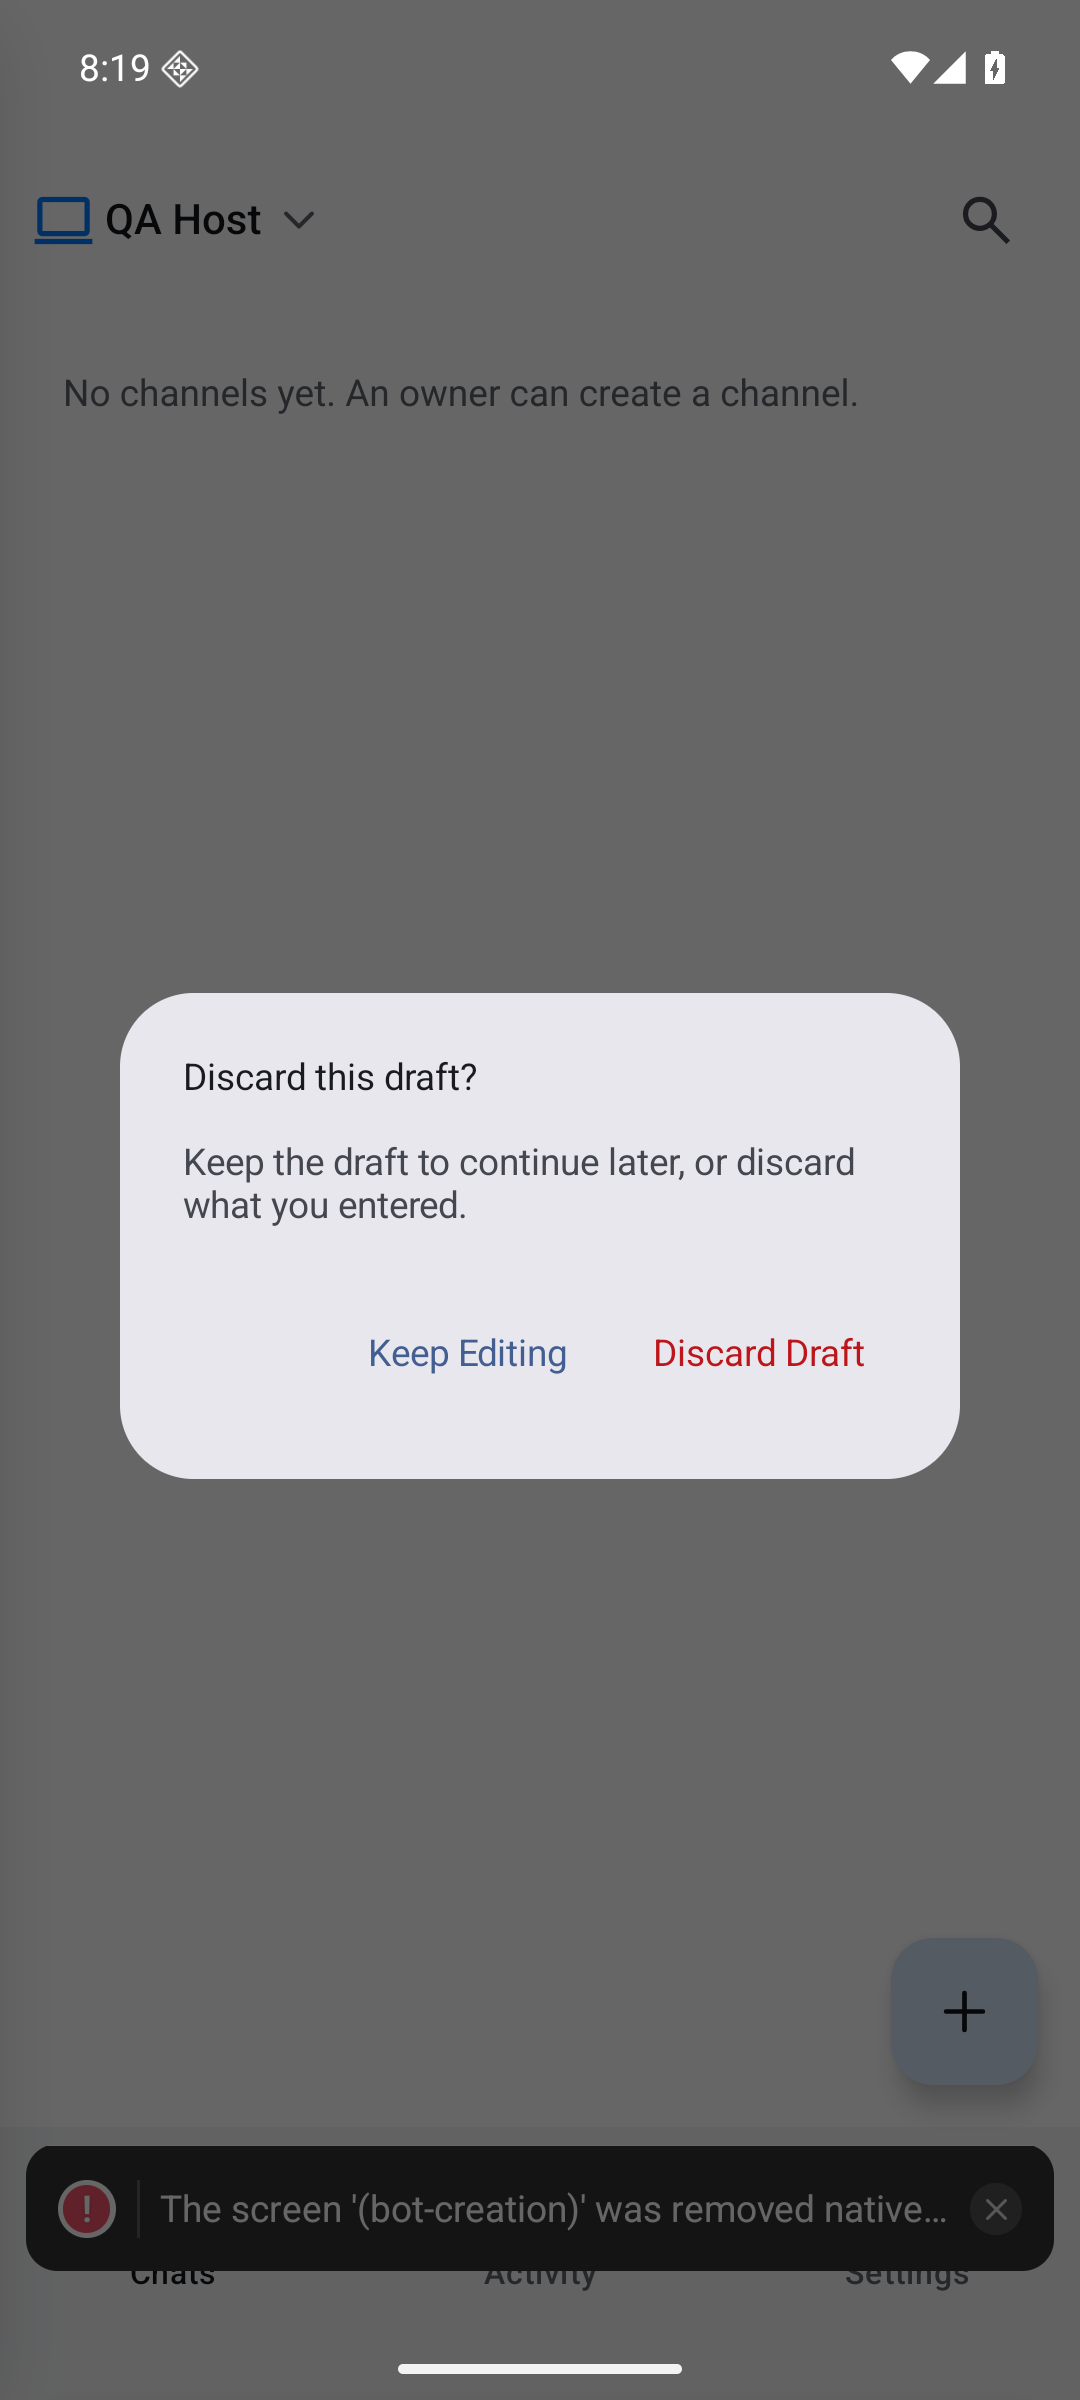 8:19
QA Host
No channels yet. An owner can create a channel.
Discard this draft?
Keep the draft to continue later, or discard
what you entered.
Keep Editing
Discard Draft
The screen '(bot-creation)' was removed native...
Chats
Activity
Settings